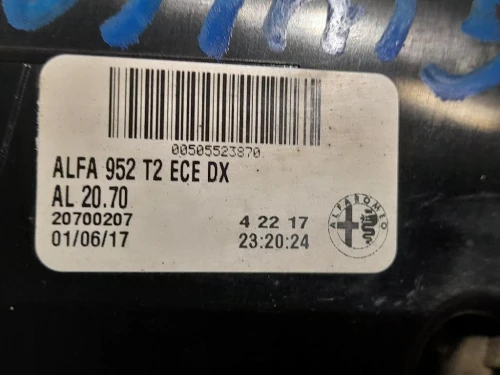 00505523870
ALFA 952 T2 ECE DX
AL 20.70
20700207 4 22 17
01/06/17 23:20:24
ALFA ROMEO